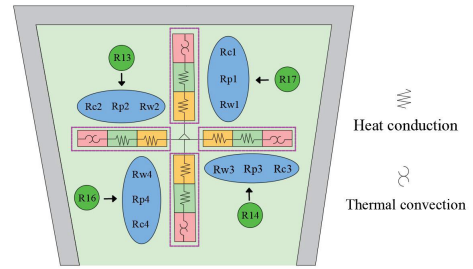 R13
Rc1
Rp1
Rw1
R17
Rc2 Rp2 Rw2
Heat conduction
Rw4
Rp4
Rc4
R16
Rw3 Rp3 Rc3
R14
Thermal convection